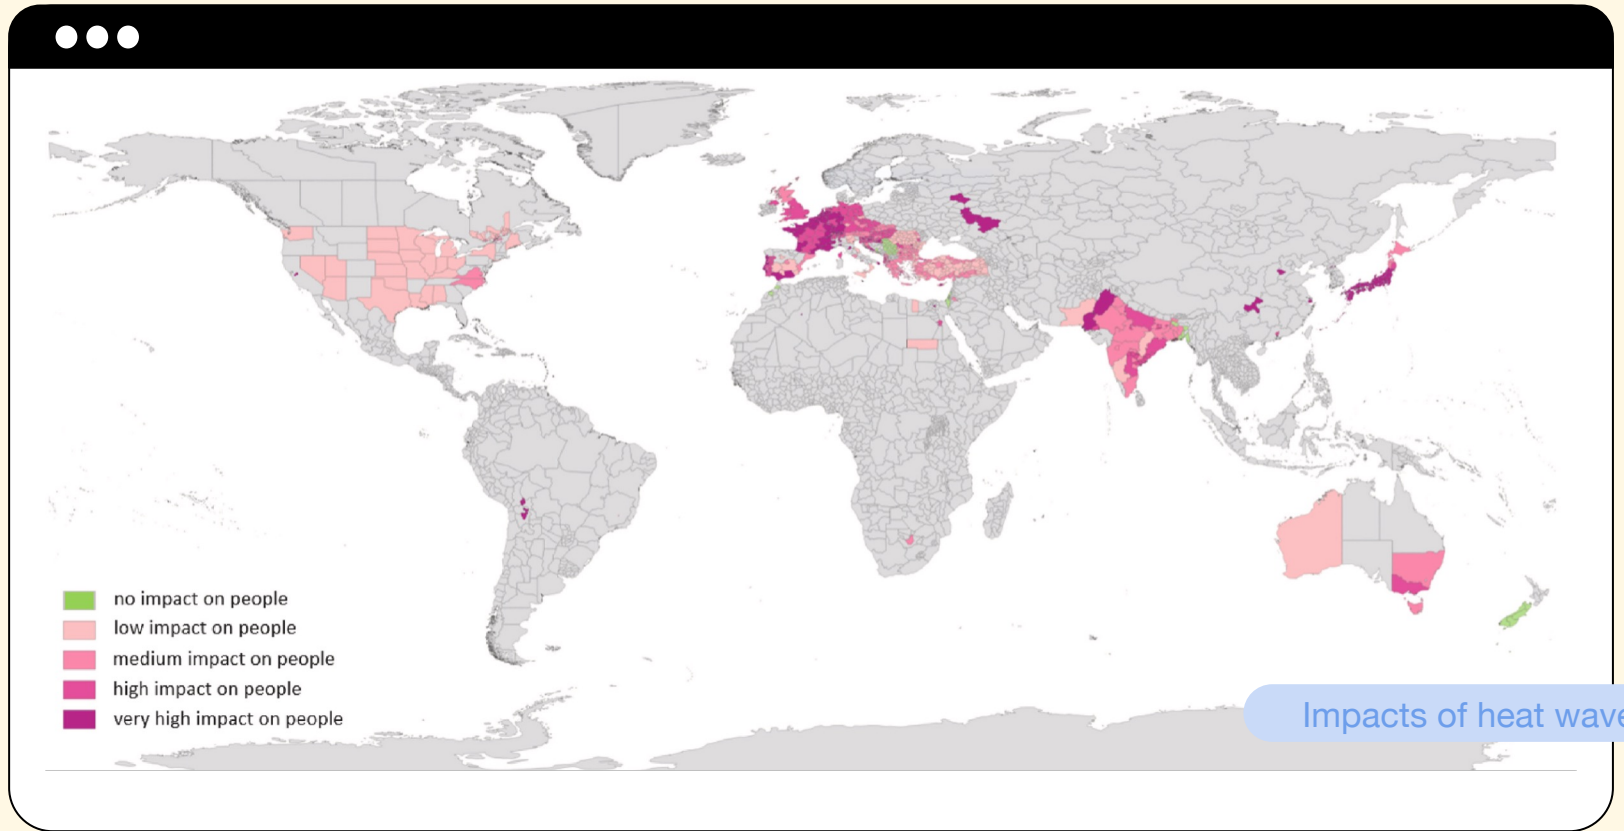 no impact on people
low impact on people
medium impact on people
high impact on people
very high impact on people
Impacts of heat wave